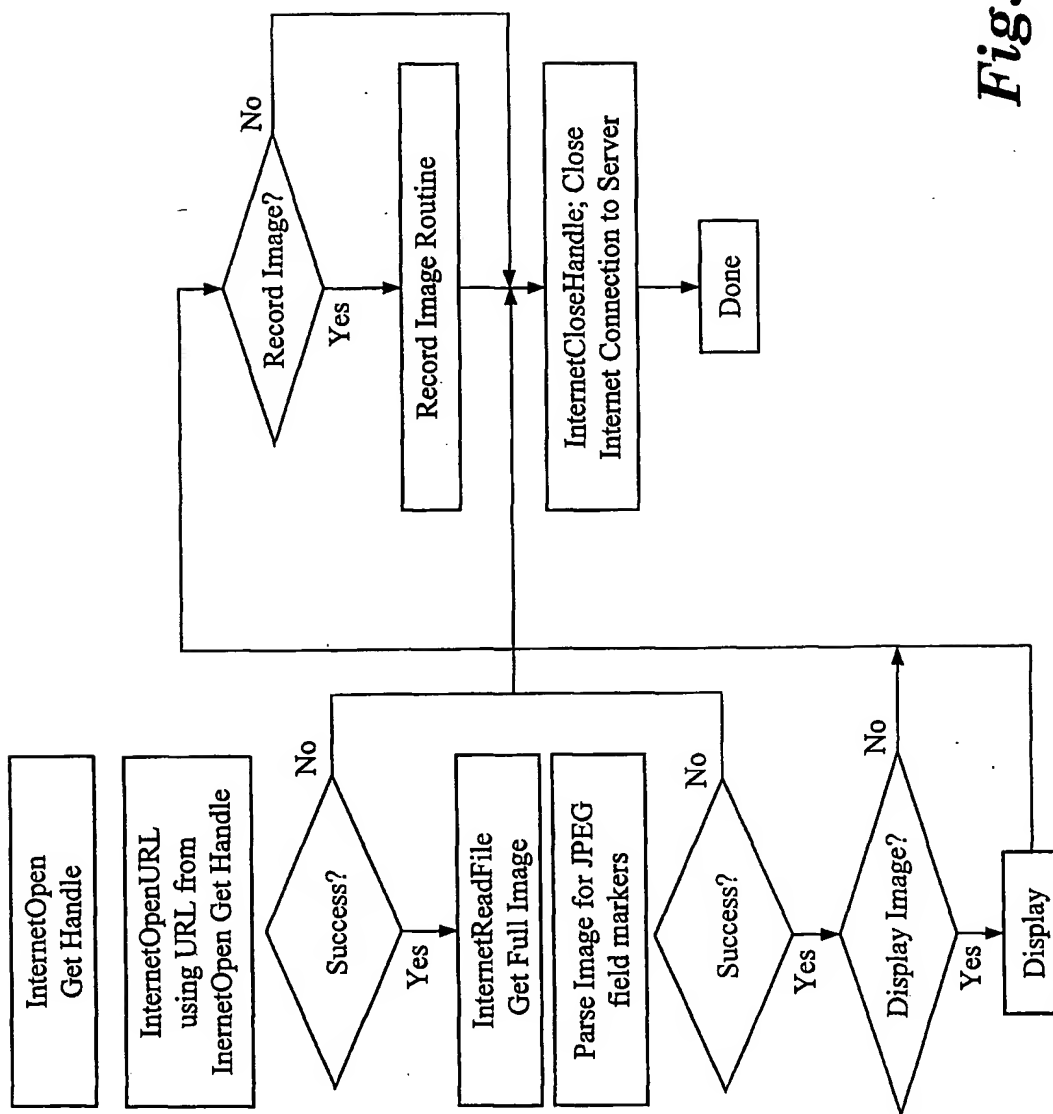 InternetOpen
Get Handle
InternetOpenURL
using URL from
InernetOpen Get Handle
Success?
No
Yes
InternetReadFile
Get Full Image
Parse Image for JPEG
field markers
Success?
No
Yes
Display Image?
No
Yes
Display
Record Image?
No
Yes
Record Image Routine
InternetCloseHandle; Close
Internet Connection to Server
Done
Fig.